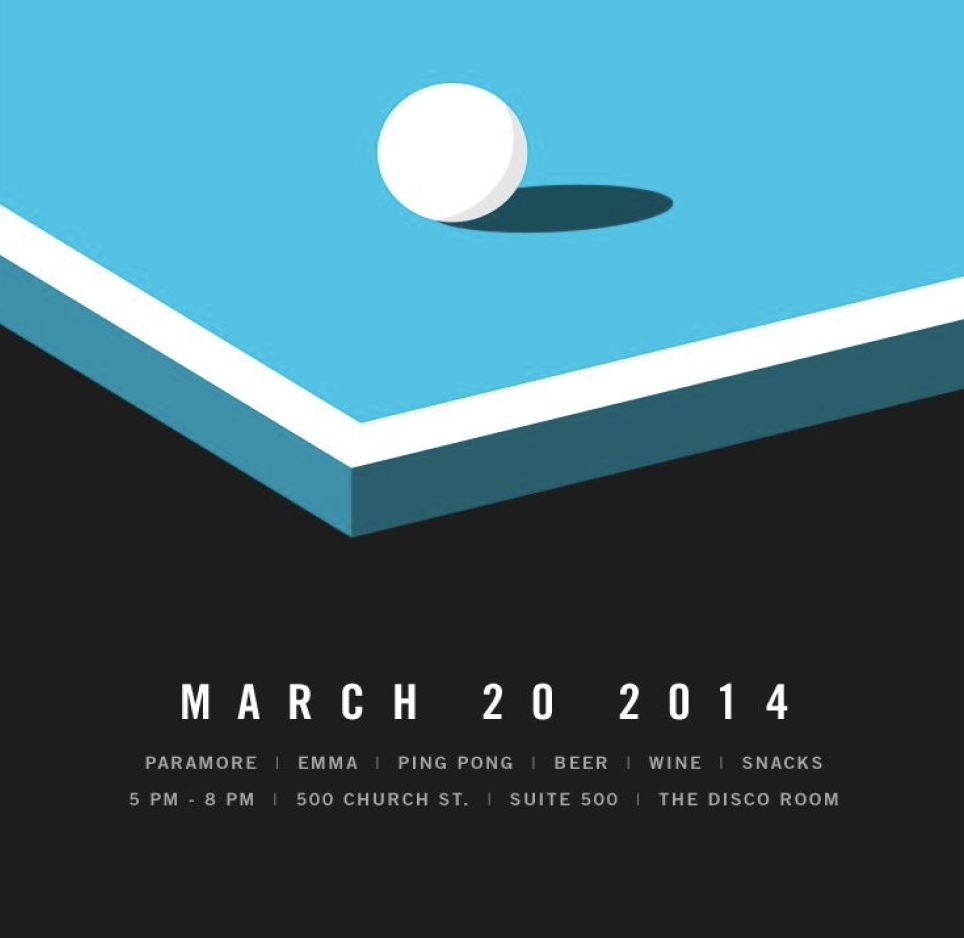 MARCH 20 2014
PARAMORE | EMMA | PING PONG | BEER | WINE | SNACKS
5 PM - 8 PM | 500 CHURCH ST. | SUITE 500 | THE DISCO ROOM